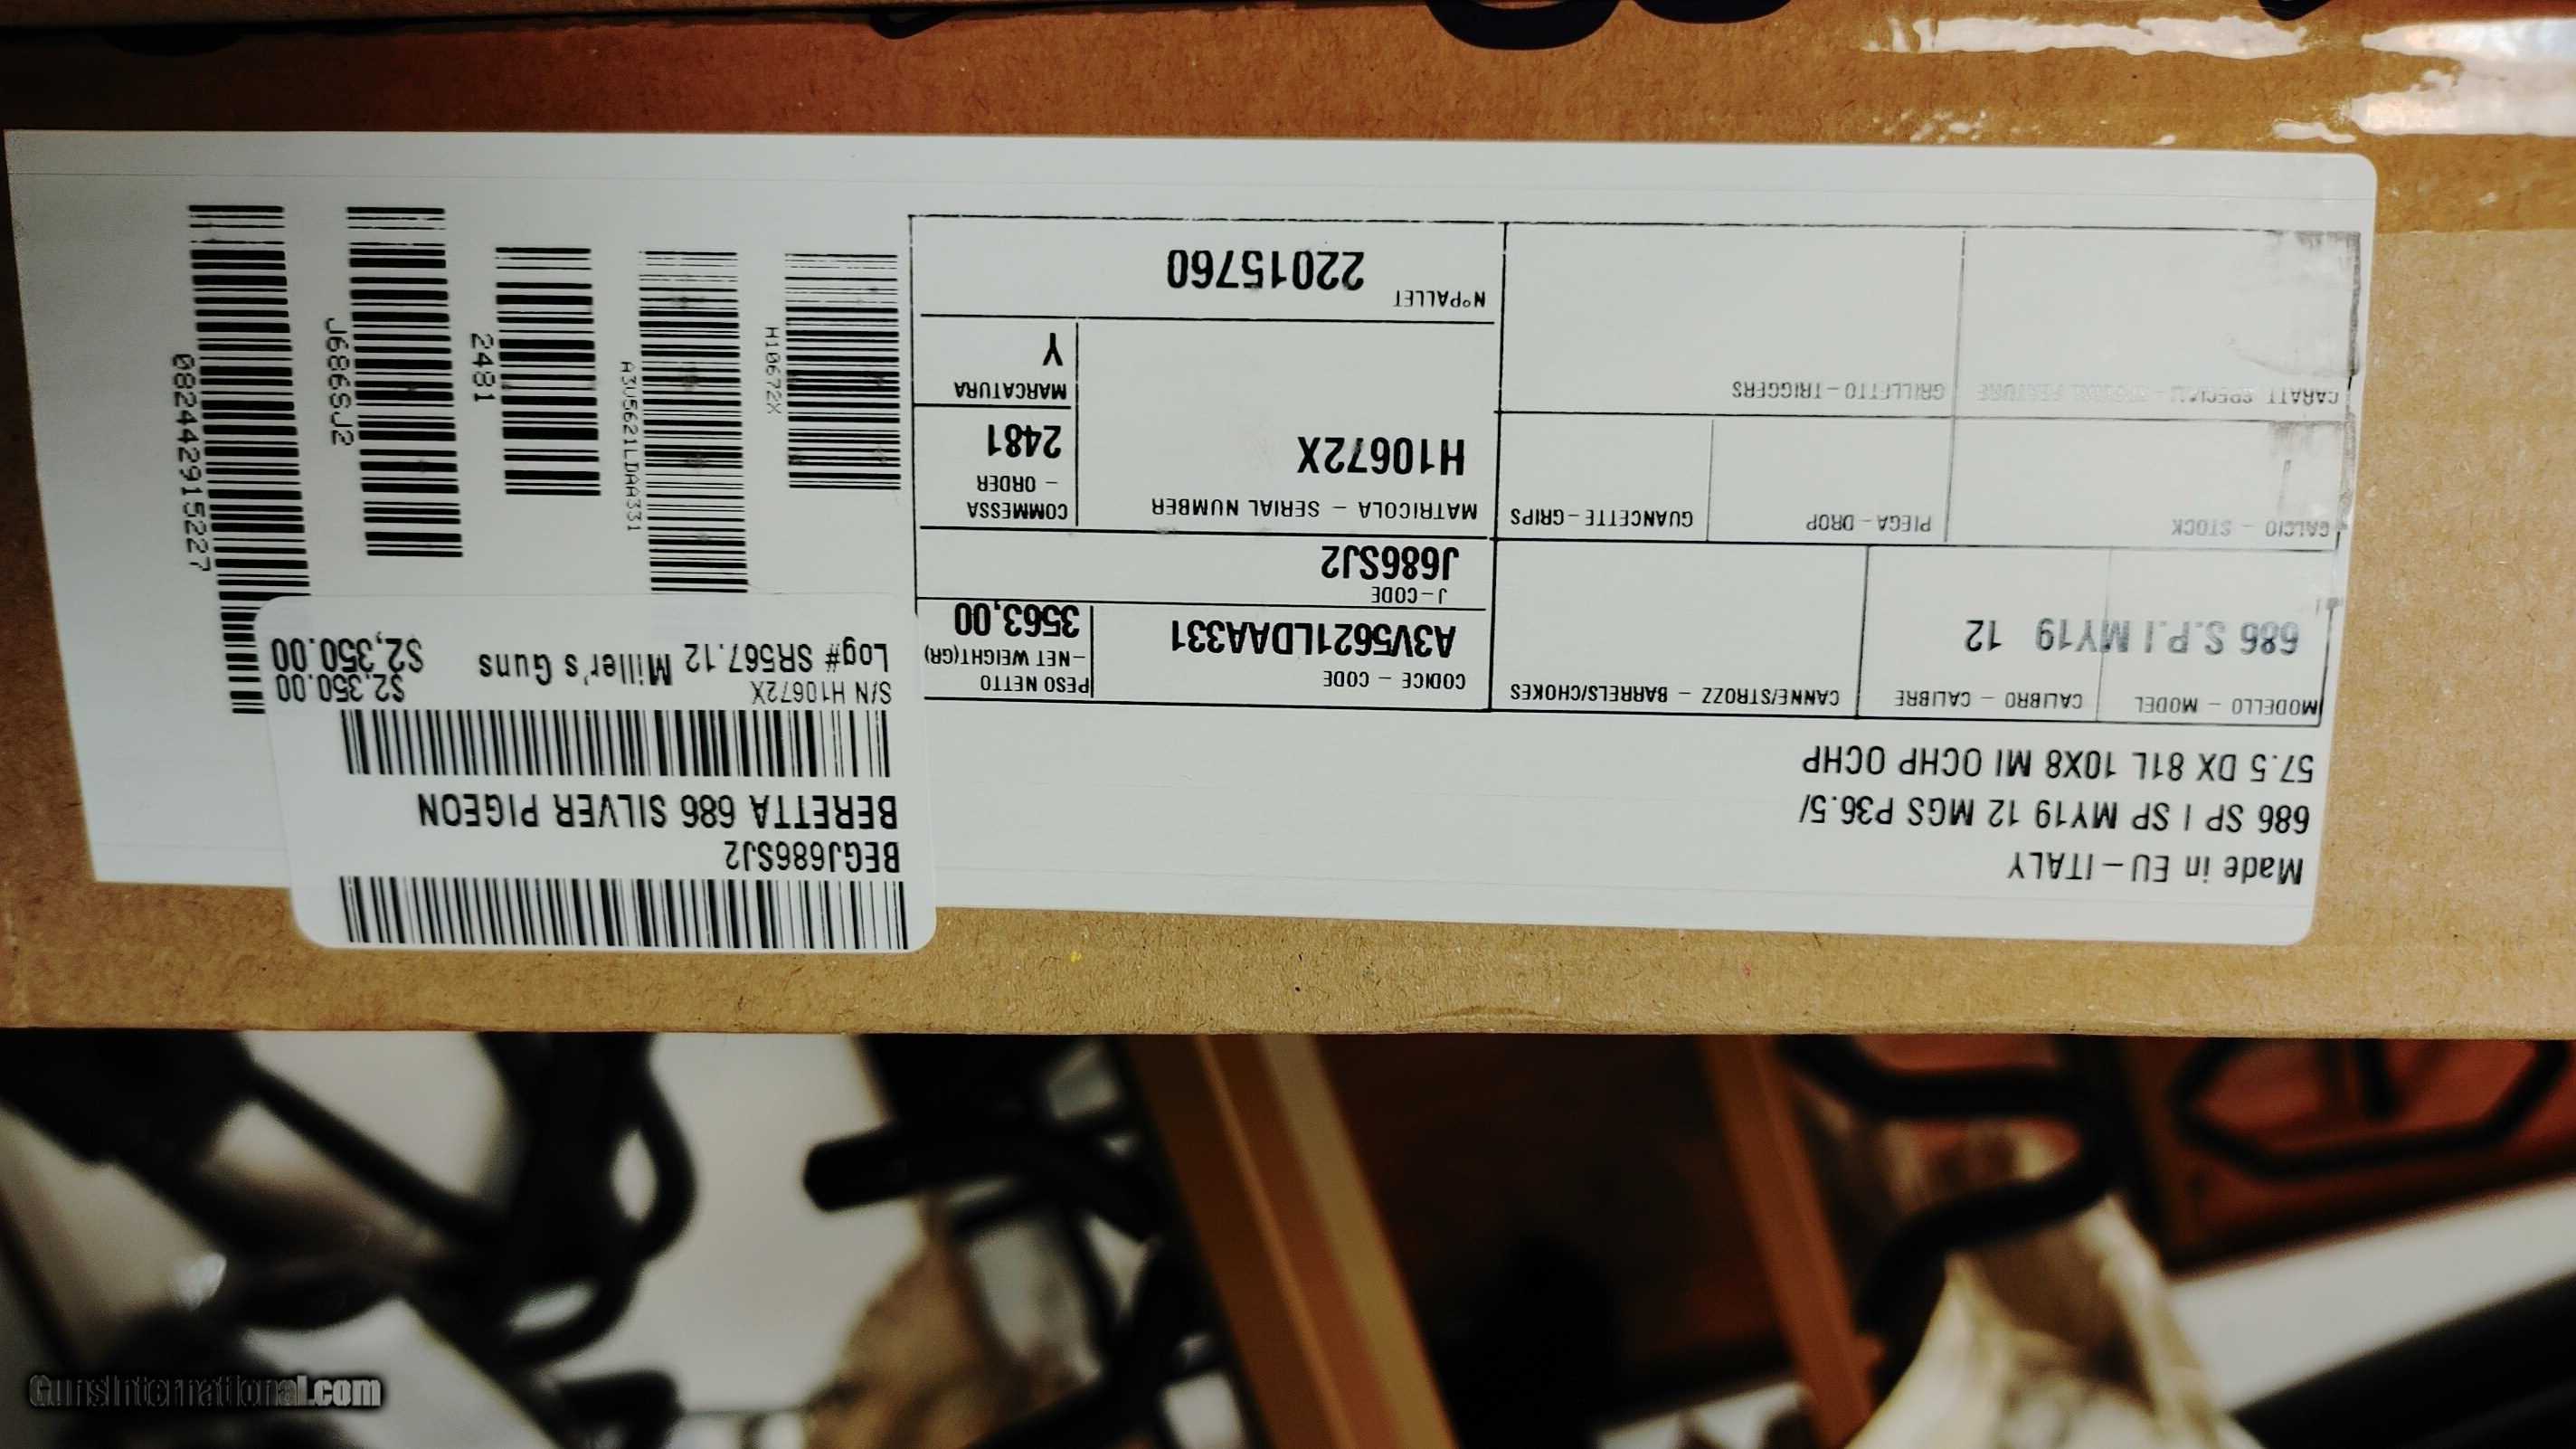 Made in EU-ITALY
686 SP I SP MY19 12 MGS P36.5/
57.5 DX 81L 10X8 MI OCHP OCHP
MODELLO - MODEL
CALIBRO - CALIBRE
CANNE/STROZZ - BARRELS/CHOKES
686 S.P.I MY19 12
CALCIO - STOCK
PIEGA - DROP
GUANCETTE - GRIPS
CARATT SPECIALI - SPECIAL FEATURE
GRILLETTO - TRIGGERS
CODICE - CODE
A3V5621LDAA331
PESO NETTO
-NET WEIGHT(GR)
3563,00
J-CODE
J686SJ2
MATRICOLA - SERIAL NUMBER
H10672X
COMMESSA
- ORDER
2481
MARCATURA
Y
N°PALLET
22015760
BEGJ686SJ2
BERETTA 686 SILVER PIGEON
S/N H10672X
$2,350.00
Log# SR567.12 Miller's Guns
$2,350.00
H10672X
A3V5621LDAA331
2481
J686SJ2
082442915227
GunsInternational.com